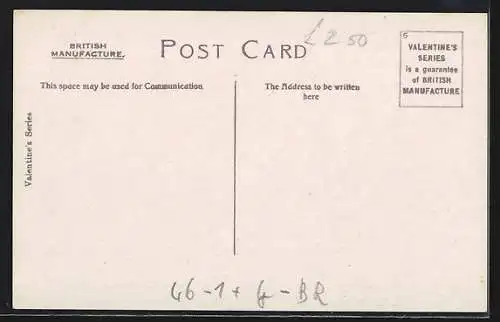 BRITISH
MANUFACTURE.
POST CARD
£2 50
5
VALENTINE'S
SERIES
is a guarantee
of BRITISH
MANUFACTURE
This space may be used for Communication
The Address to be written
here
Valentine's Series
46-1+ G-BR